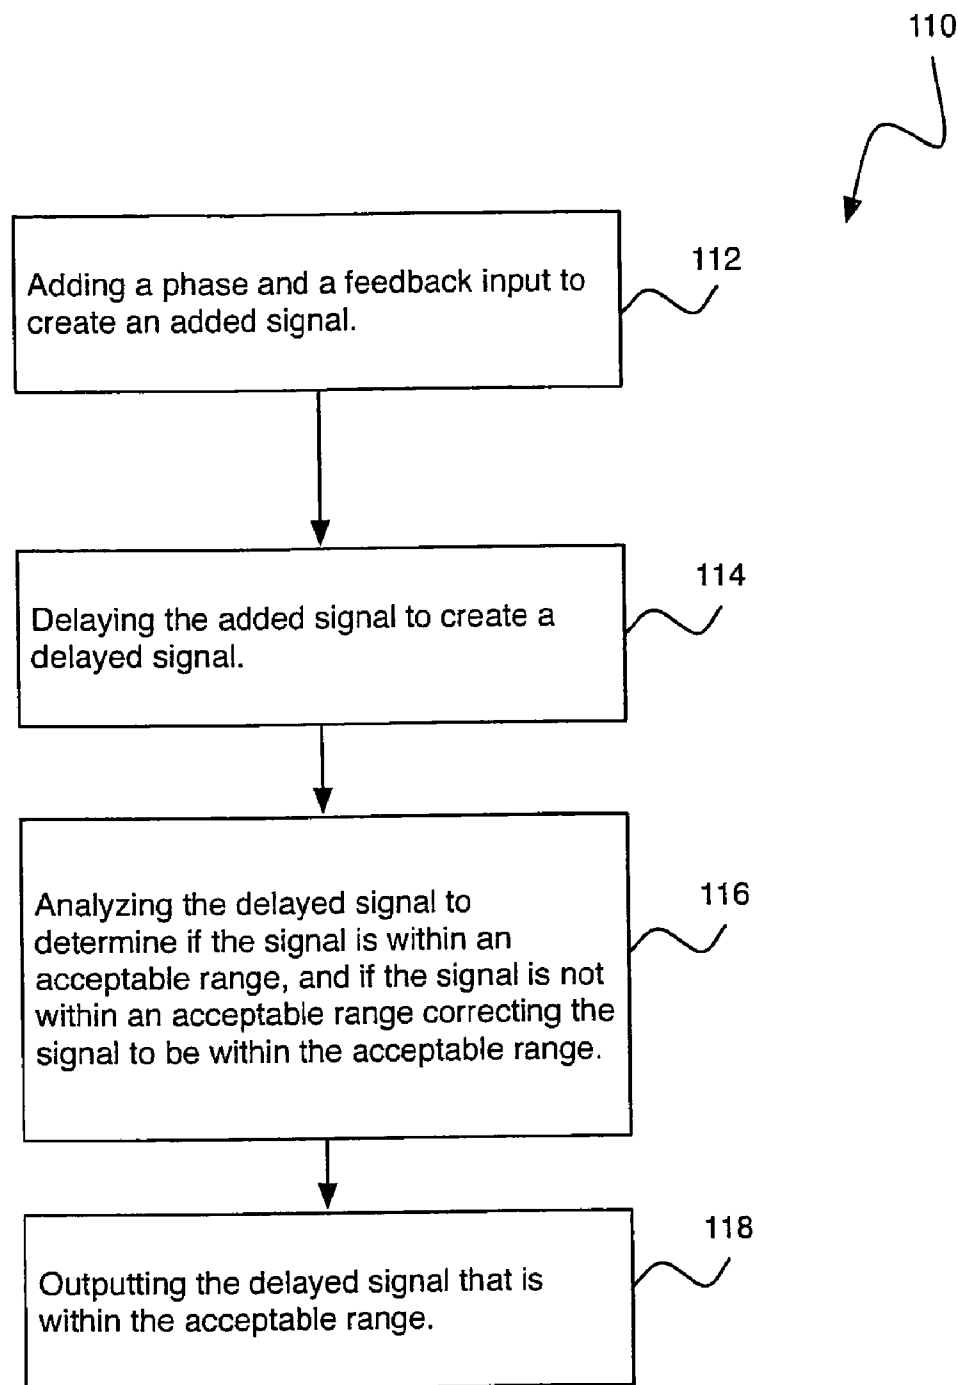 110
112
Adding a phase and a feedback input to
create an added signal.
114
Delaying the added signal to create a
delayed signal.
116
Analyzing the delayed signal to
determine if the signal is within an
acceptable range, and if the signal is not
within an acceptable range correcting the
signal to be within the acceptable range.
118
Outputting the delayed signal that is
within the acceptable range.